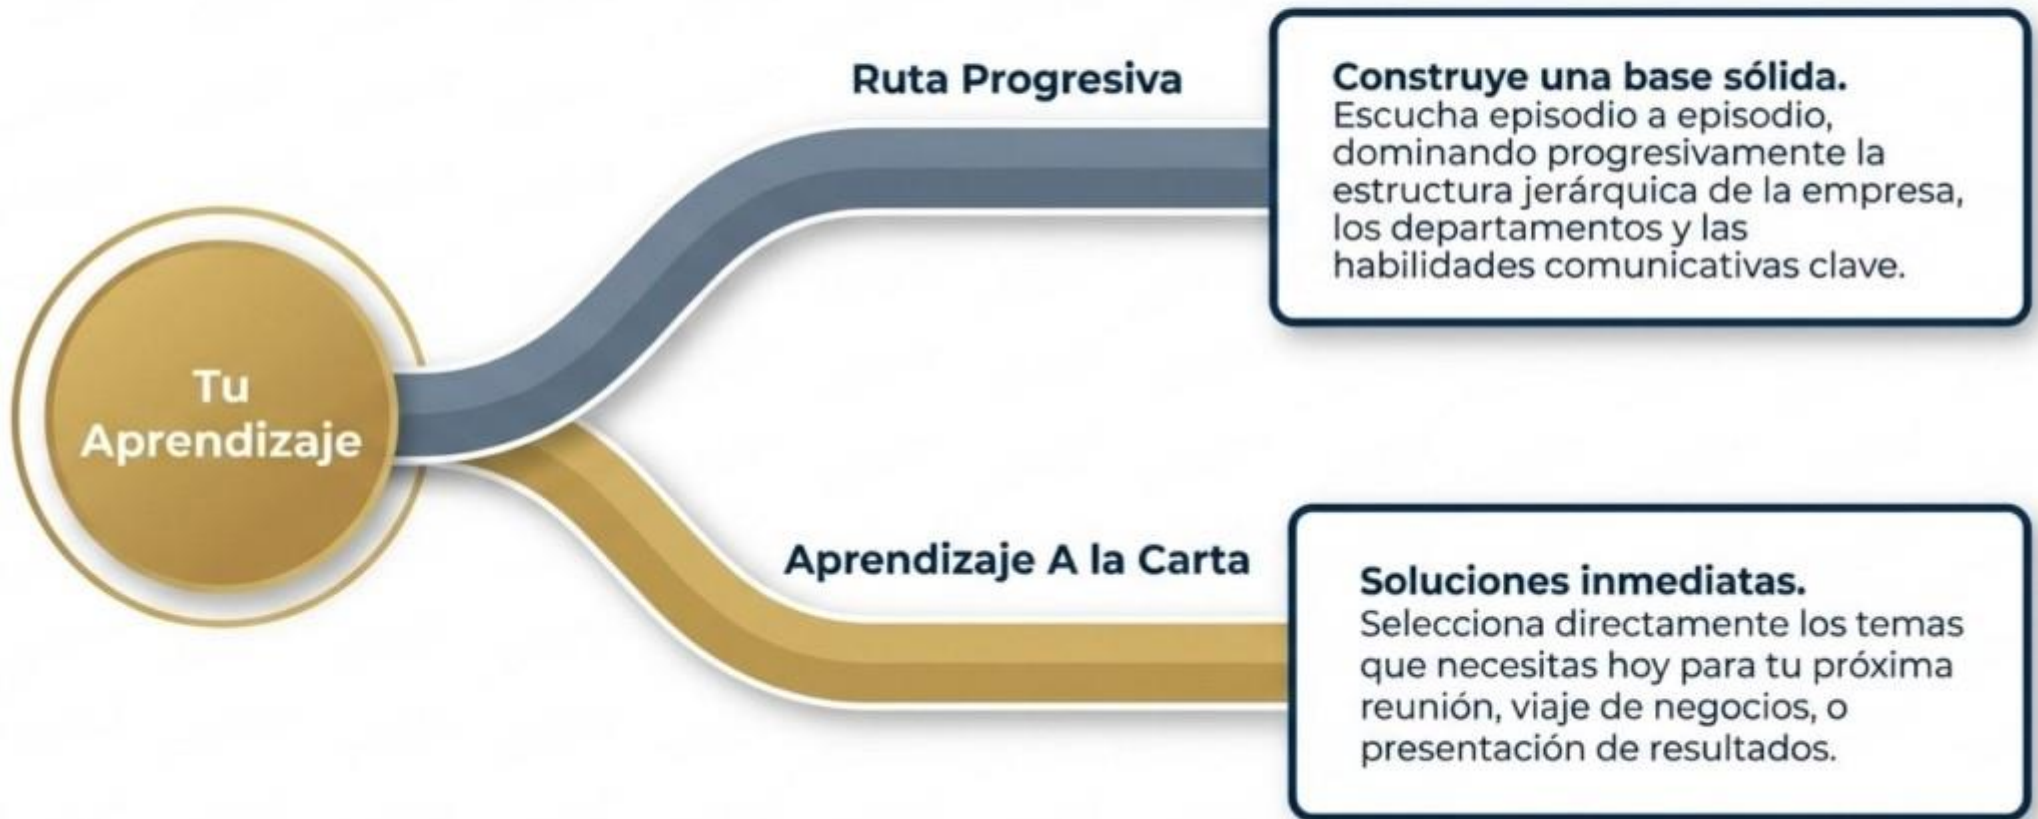 Tu
Aprendizaje
Ruta Progresiva
Construye una base sólida.
Escucha episodio a episodio,
dominando progresivamente la
estructura jerárquica de la empresa,
los departamentos y las
habilidades comunicativas clave.
Aprendizaje A la Carta
Soluciones inmediatas.
Selecciona directamente los temas
que necesitas hoy para tu próxima
reunión, viaje de negocios, o
presentación de resultados.